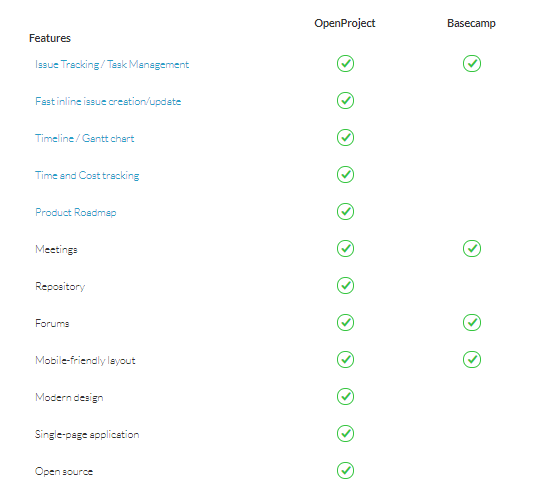 OpenProject Basecamp
Features
Issue Tracking / Task Management
Fast inline issue creation/update
Timeline / Gantt chart
Time and Cost tracking
Product Roadmap
Meetings
Repository
Forums
Mobile-friendly layout
Modern design
Single-page application
Open source